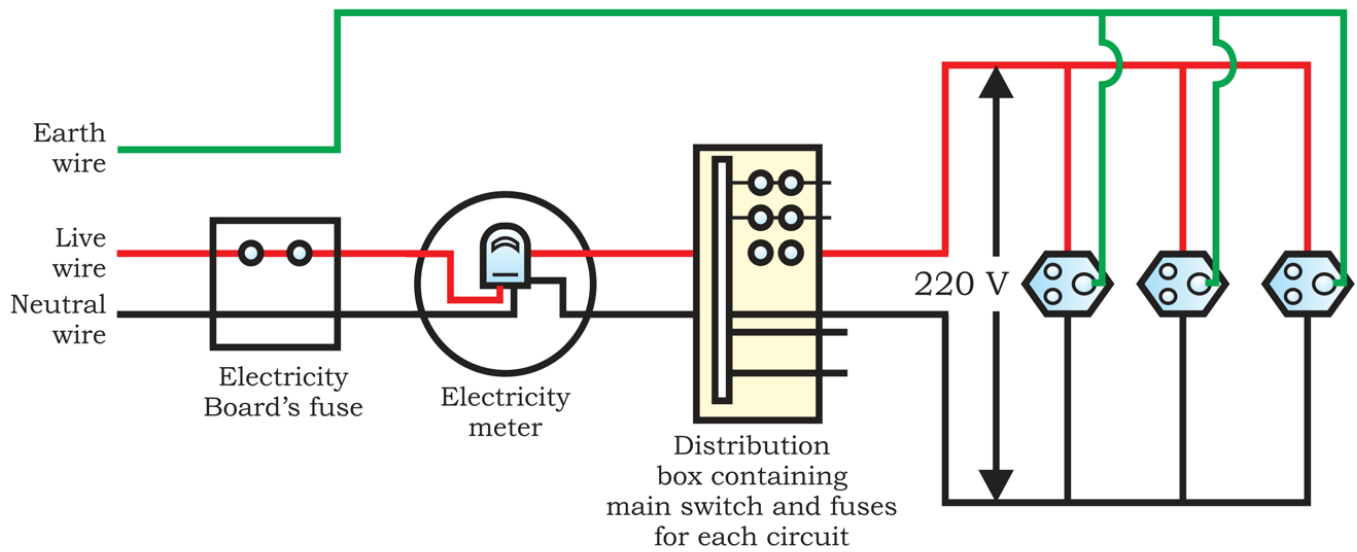 Earth
wire
Live
wire
Neutral
wire
Electricity
Board’s fuse
Electricity
meter
Distribution
box containing
main switch and fuses
for each circuit
220 V